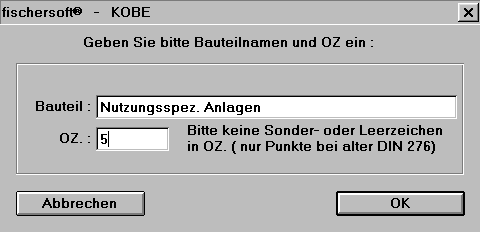 fischersoft® - KOBE
Geben Sie bitte Bauteilnamen und OZ ein :
Bauteil : Nutzungsspez. Anlagen
OZ. : 5
Bitte keine Sonder- oder Leerzeichen
in OZ. ( nur Punkte bei alter DIN 276)
Abbrechen
OK